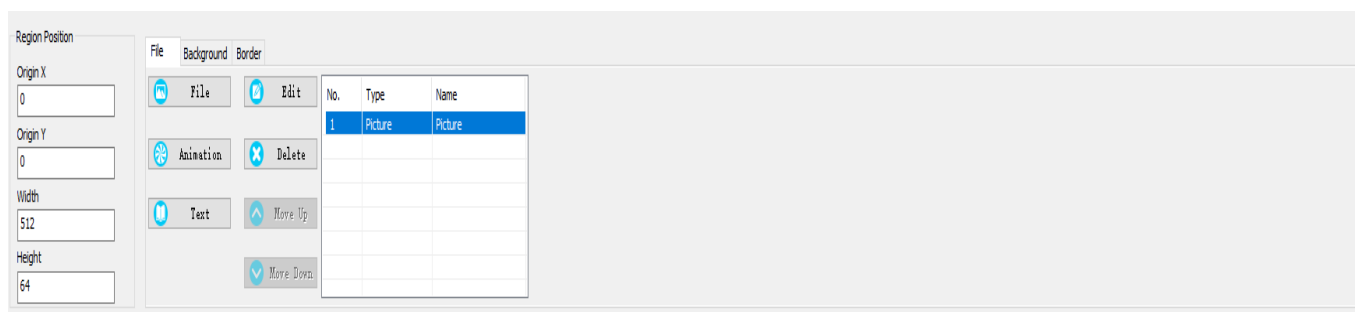 Region Position
Origin X
0
Origin Y
0
Width
512
Height
64
File Background Border
File Edit
Animation Delete
Text Move Up
Move Down
No. Type Name
1 Picture Picture